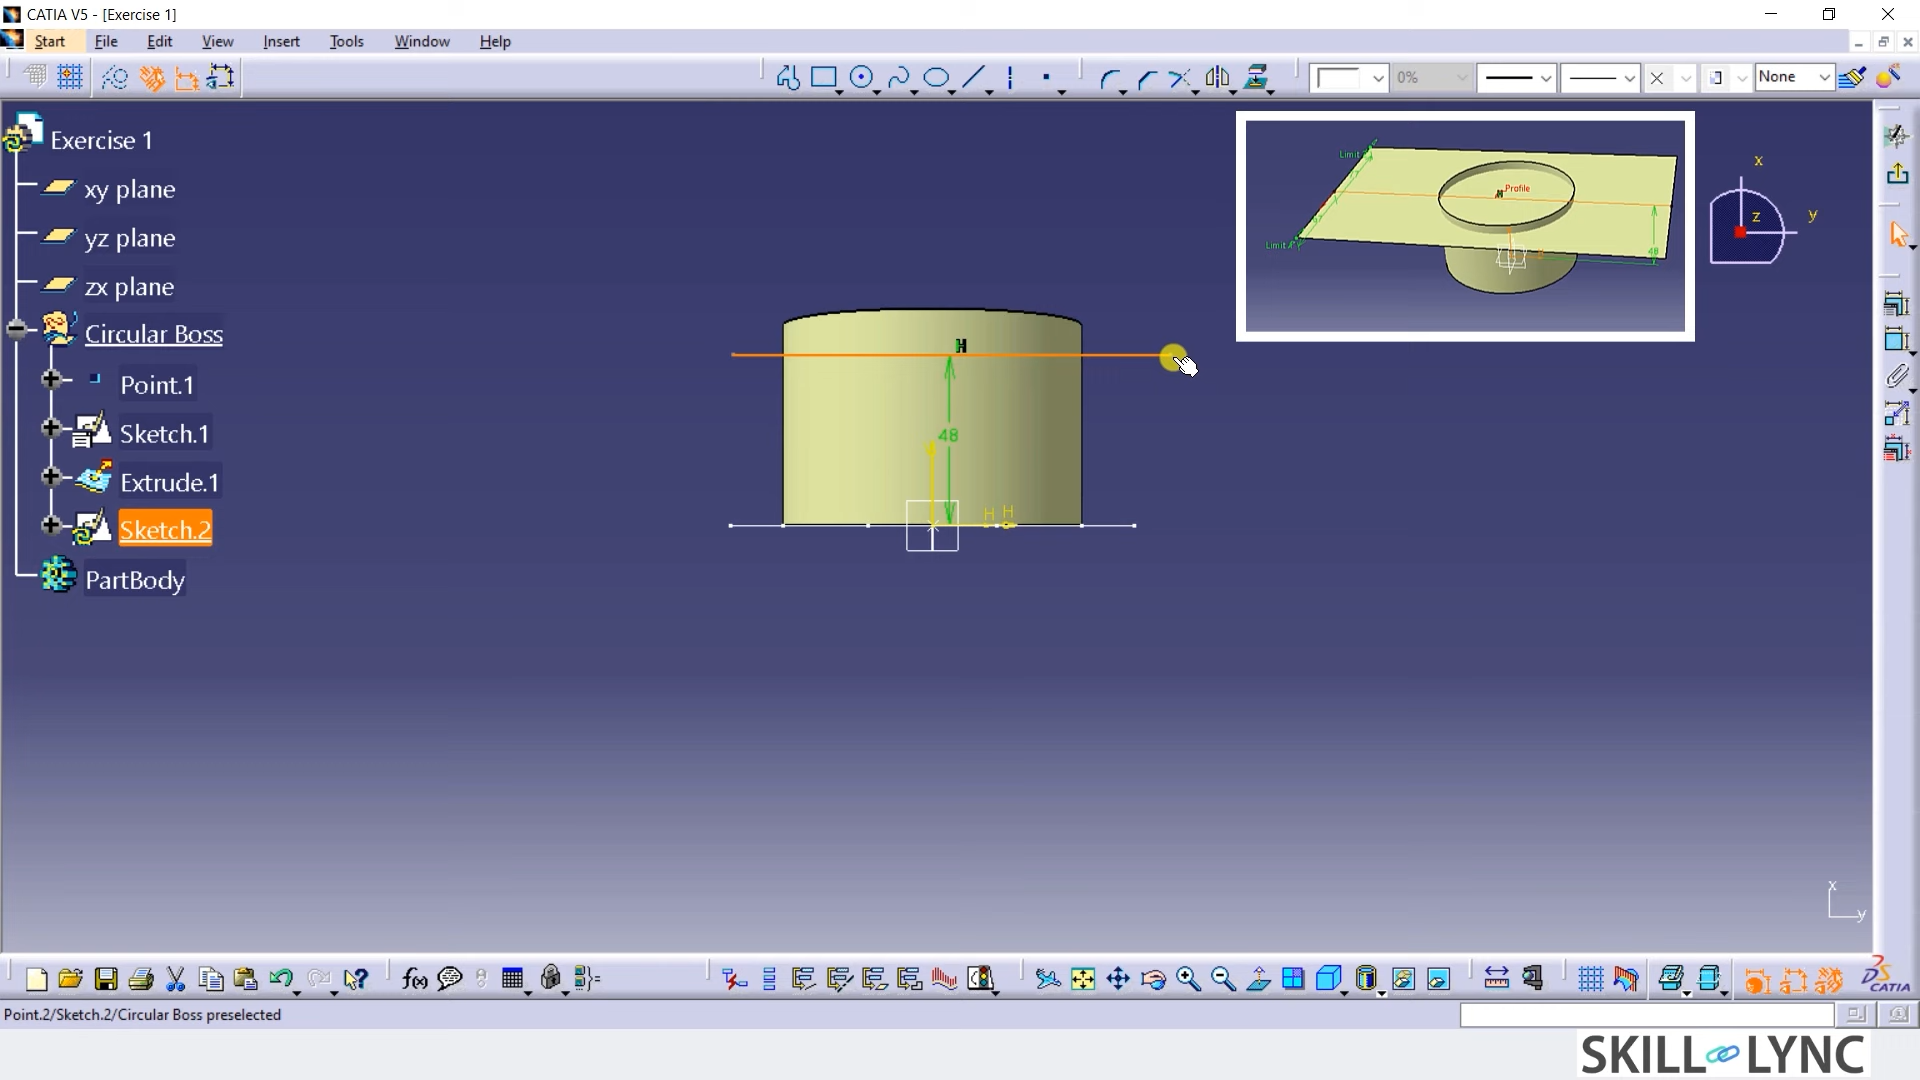 CATIA V5 - [Exercise 1]
Start File Edit View Insert Tools Window Help
0%
None
Exercise 1
xy plane
yz plane
zx plane
Circular Boss
Point.1
Sketch.1
Extrude.1
Sketch.2
PartBody
Limit
Profile
Limit
48
x
y
z
H
48
H H
x
y
f(x)
CATIA
Point.2/Sketch.2/Circular Boss preselected
SKILL LYNC